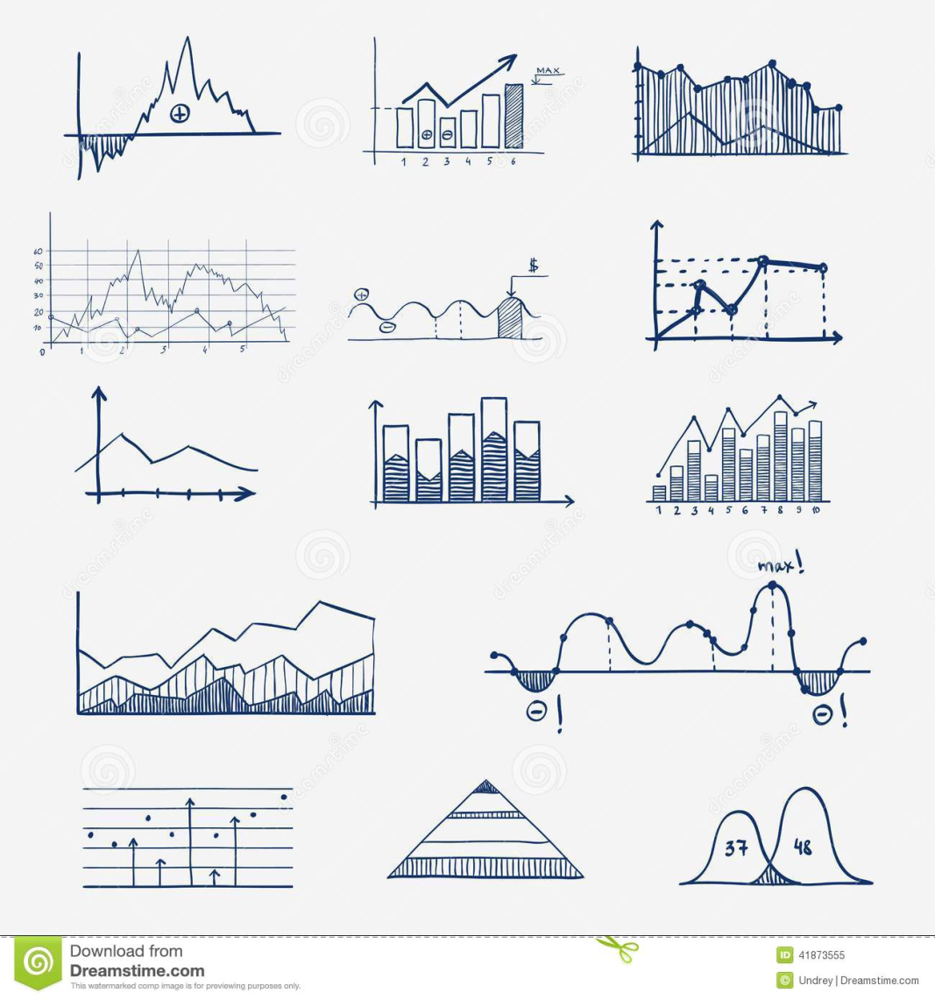 MAX
1 2 3 4 5 6
60
50
40
30
20
10
0 1 2 3 4 5
$
1 2 3 4 5 6 7 8 9 10
max!
!
!
37 48
Download from
Dreamstime.com
This watermarked comp image is for previewing purposes only.
ID 41873555
© Undrey | Dreamstime.com